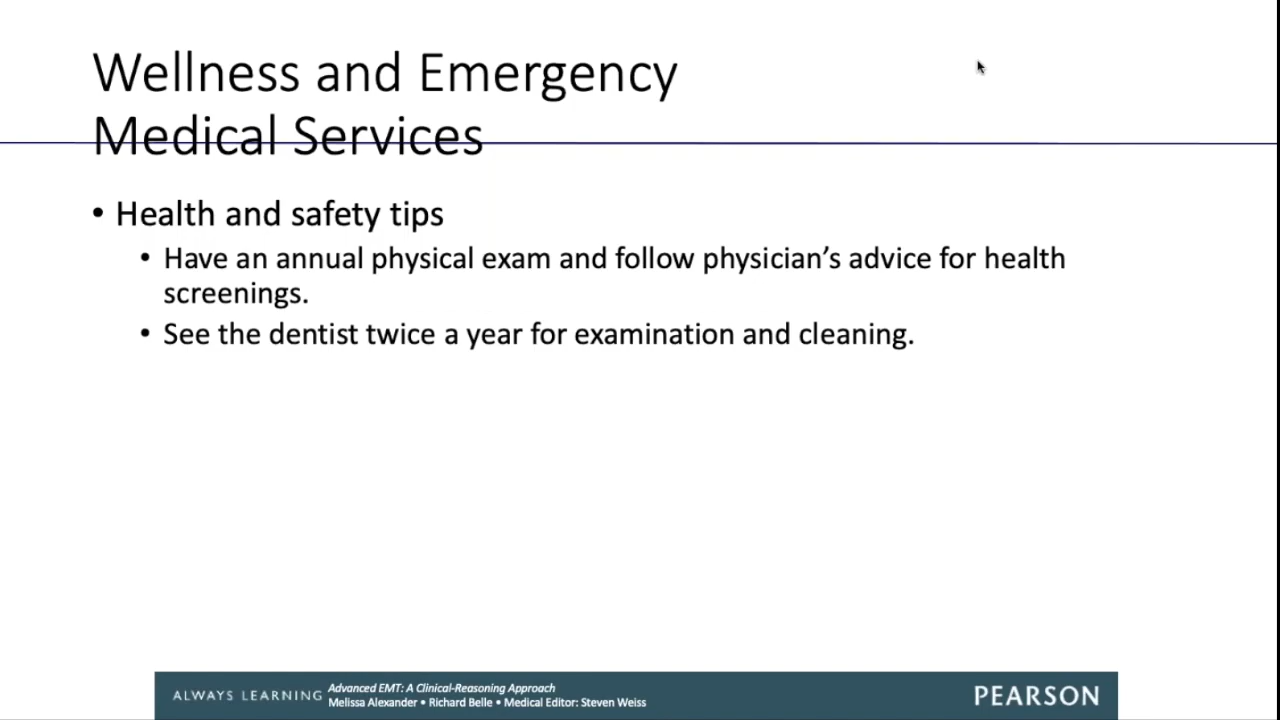 Wellness and Emergency
Medical Services
• Health and safety tips
• Have an annual physical exam and follow physician’s advice for health
screenings.
• See the dentist twice a year for examination and cleaning.
ALWAYS LEARNING
Advanced EMT: A Clinical-Reasoning Approach
Melissa Alexander • Richard Belle • Medical Editor: Steven Weiss
PEARSON